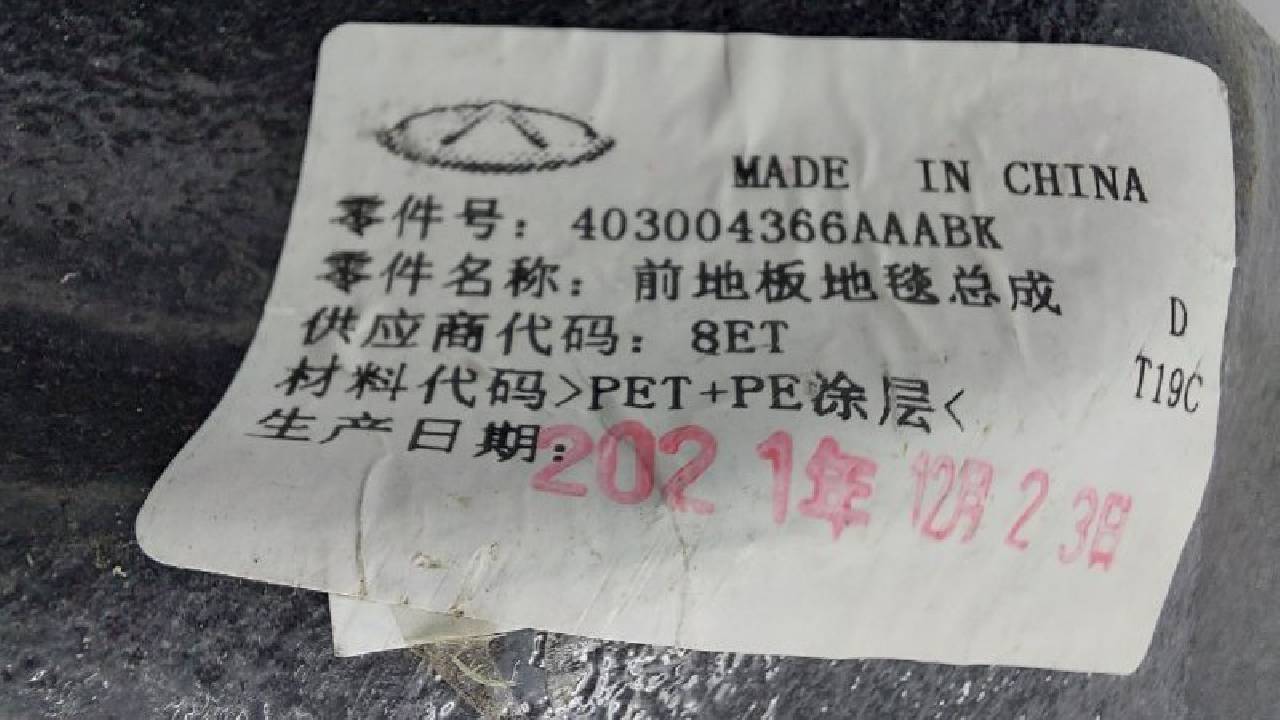 MADE IN CHINA
零件号：403004366AAABK
零件名称：前地板地毯总成
供应商代码：8ET
D
材料代码>PET+PE涂层<
T19C
生产日期：2021年12月23日